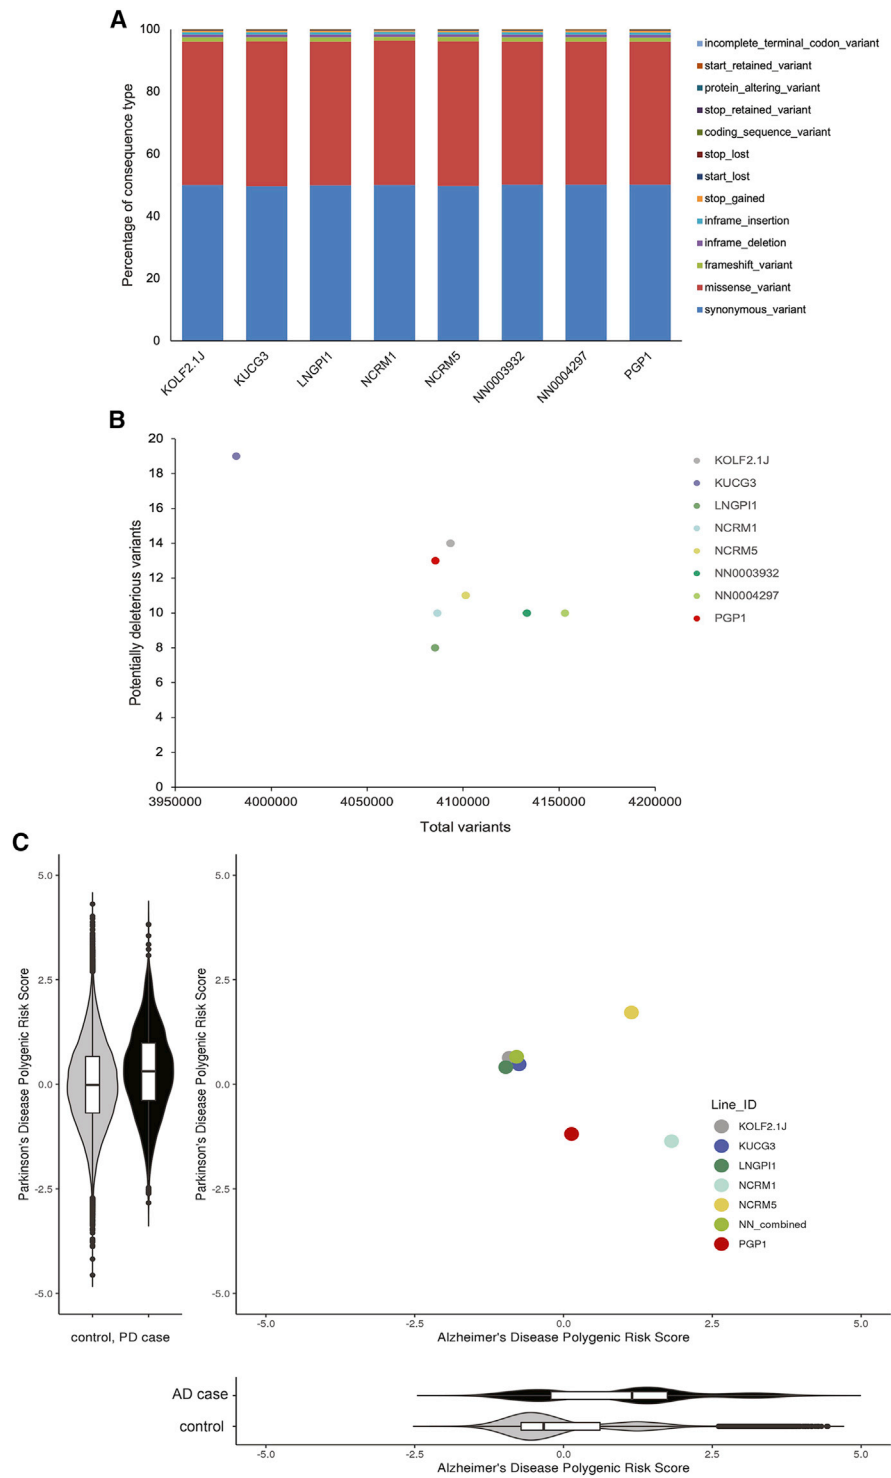 A
Percentage of consequence type
100
80
60
40
20
0
KOLF2.1J
KUCG3
LNGPI1
NCRM1
NCRM5
NN0003932
NN0004297
PGP1
incomplete_terminal_codon_variant
start_retained_variant
protein_altering_variant
stop_retained_variant
coding_sequence_variant
stop_lost
start_lost
stop_gained
inframe_insertion
inframe_deletion
frameshift_variant
missense_variant
synonymous_variant
B
Potentially deleterious variants
20
18
16
14
12
10
8
6
4
2
0
3950000 4000000 4050000 4100000 4150000 4200000
Total variants
KOLF2.1J
KUCG3
LNGPI1
NCRM1
NCRM5
NN0003932
NN0004297
PGP1
C
Parkinson's Disease Polygenic Risk Score
5.0
2.5
0.0
-2.5
-5.0
control, PD case
Parkinson's Disease Polygenic Risk Score
5.0
2.5
0.0
-2.5
-5.0
-5.0 -2.5 0.0 2.5 5.0
Alzheimer's Disease Polygenic Risk Score
Line_ID
KOLF2.1J
KUCG3
LNGPI1
NCRM1
NCRM5
NN_combined
PGP1
AD case
control
-5.0 -2.5 0.0 2.5 5.0
Alzheimer's Disease Polygenic Risk Score